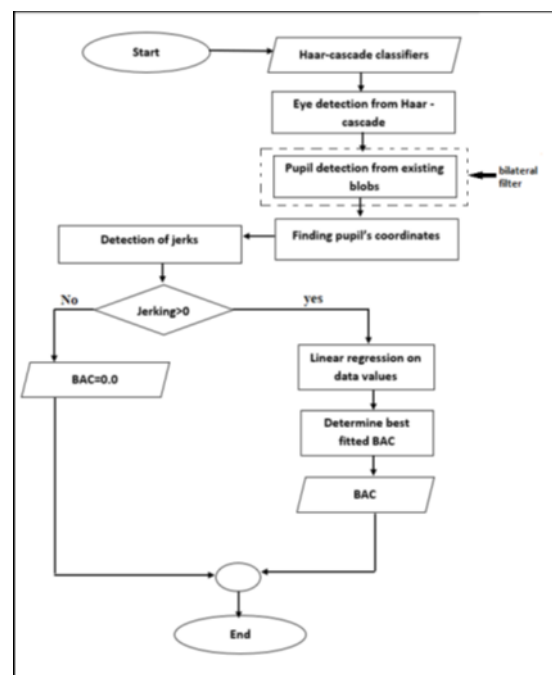 Start
Haar-cascade classifiers
Eye detection from Haar -
cascade
Pupil detection from existing
blobs
bilateral
filter
Finding pupil's coordinates
Detection of jerks
Jerking>0
No
yes
BAC=0.0
Linear regression on
data values
Determine best
fitted BAC
BAC
End